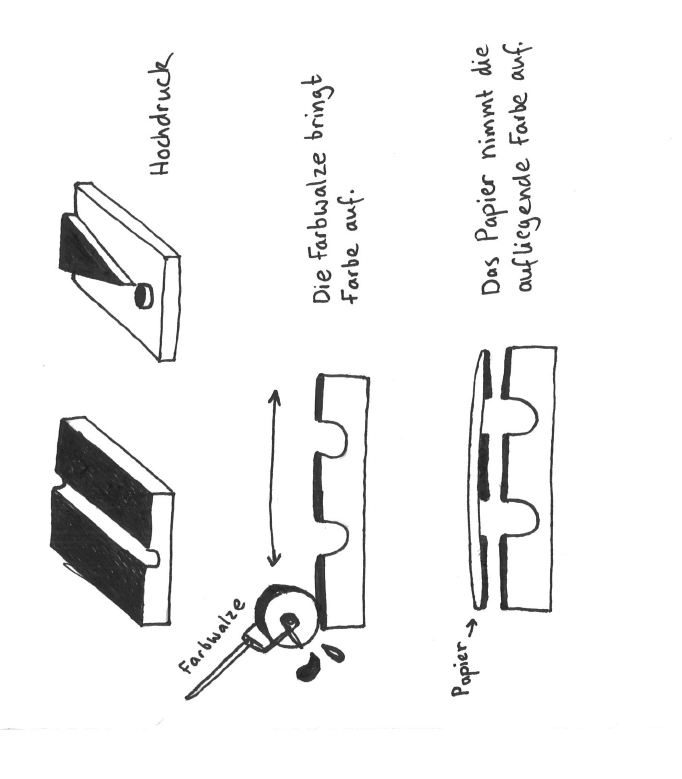 Hochdruck
Farbwalze
Die Farbwalze bringt
Farbe auf.
Papier
Das Papier nimmt die
aufliegende Farbe auf.